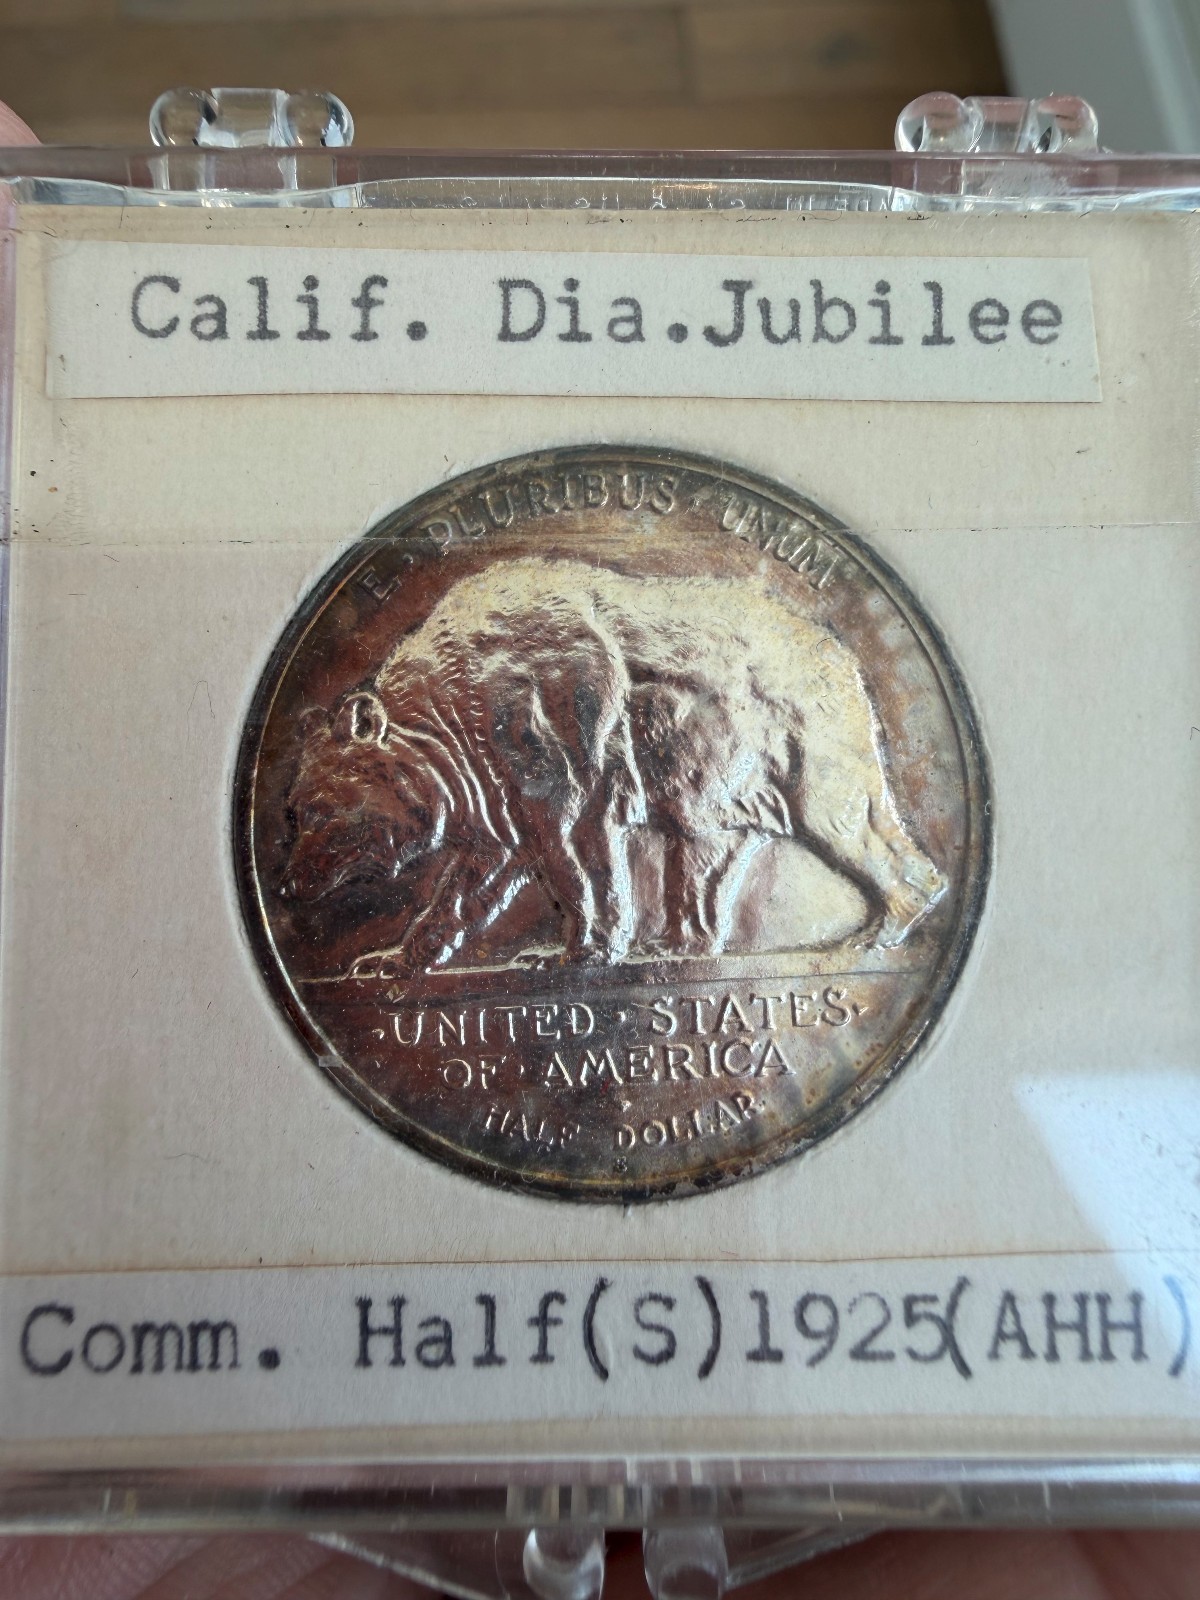 Calif. Dia.Jubilee
E · PLURIBUS · UNUM
·UNITED · STATES·
OF · AMERICA
HALF DOLLAR
S
Comm. Half(S)1925(AHH)